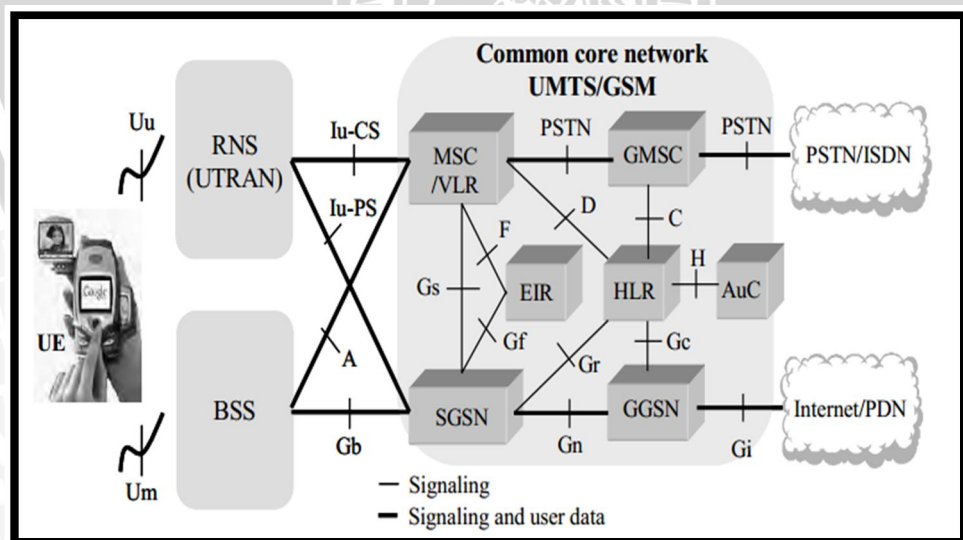 Common core network
UMTS/GSM
Uu
RNS
(UTRAN)
Iu-CS
Iu-PS
MSC
/VLR
PSTN
GMSC
PSTN
PSTN/ISDN
D
C
F
H
Gs
EIR
HLR
AuC
Google
UE
Gf
Gr
Gc
A
BSS
SGSN
GGSN
Internet/PDN
Gb
Gn
Gi
Um
Signaling
Signaling and user data